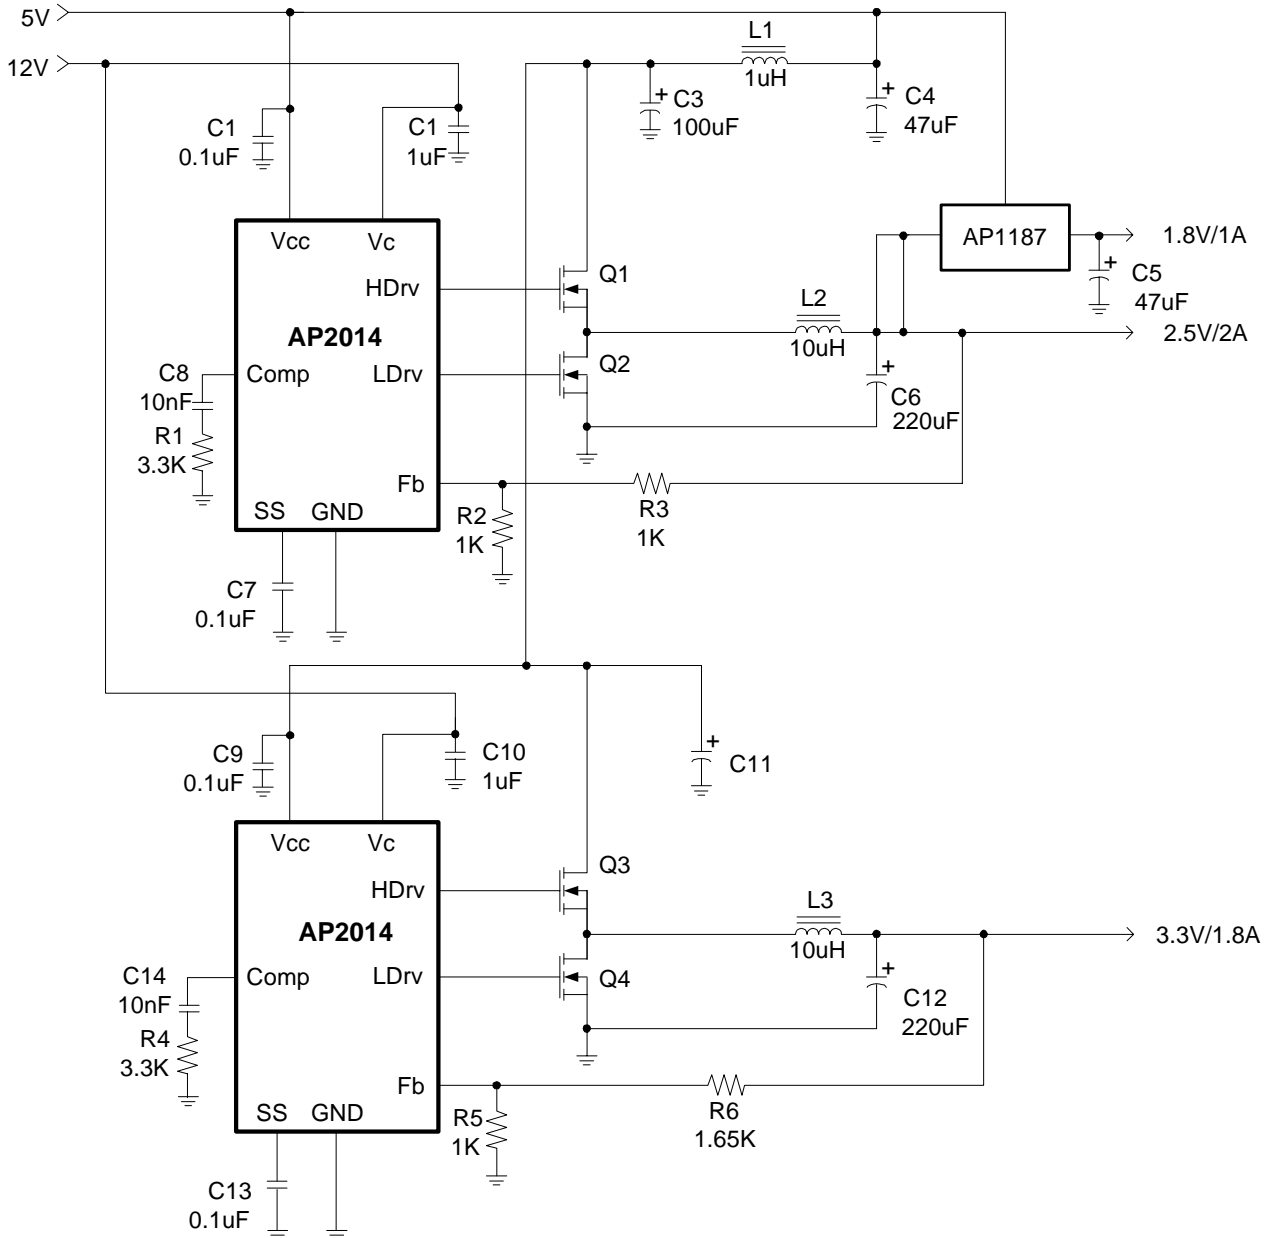 5V
12V
L1
1uH
C1
0.1uF
C1
1uF
+
C3
100uF
+
C4
47uF
Vcc
Vc
HDrv
AP2014
Comp
LDrv
Fb
SS
GND
Q1
Q2
AP1187
1.8V/1A
+
C5
47uF
L2
10uH
2.5V/2A
+
C6
220uF
C8
10nF
R1
3.3K
R2
1K
R3
1K
C7
0.1uF
C9
0.1uF
C10
1uF
+
C11
Vcc
Vc
HDrv
AP2014
Comp
LDrv
Fb
SS
GND
Q3
Q4
L3
10uH
3.3V/1.8A
+
C12
220uF
C14
10nF
R4
3.3K
R5
1K
R6
1.65K
C13
0.1uF